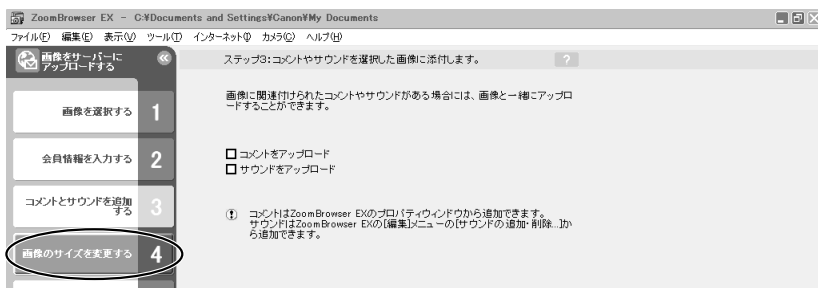 ZoomBrowser EX - C:¥Documents and Settings¥Canon¥My Documents
ファイル(F) 編集(E) 表示(V) ツール(T) インターネット(I) カメラ(C) ヘルプ(H)
画像をサーバーに
アップロードする
ステップ3:コメントやサウンドを選択した画像に添付します。
?
画像に関連付けられたコメントやサウンドがある場合には、画像と一緒にアップロ
ードすることができます。
画像を選択する 1
会員情報を入力する 2
コメントをアップロード
サウンドをアップロード
コメントとサウンドを追加
する 3
コメントはZoomBrowser EXのプロパティウィンドウから追加できます。
サウンドはZoomBrowser EXの[編集]メニューの[サウンドの追加・削除...]か
ら追加できます。
画像のサイズを変更する 4